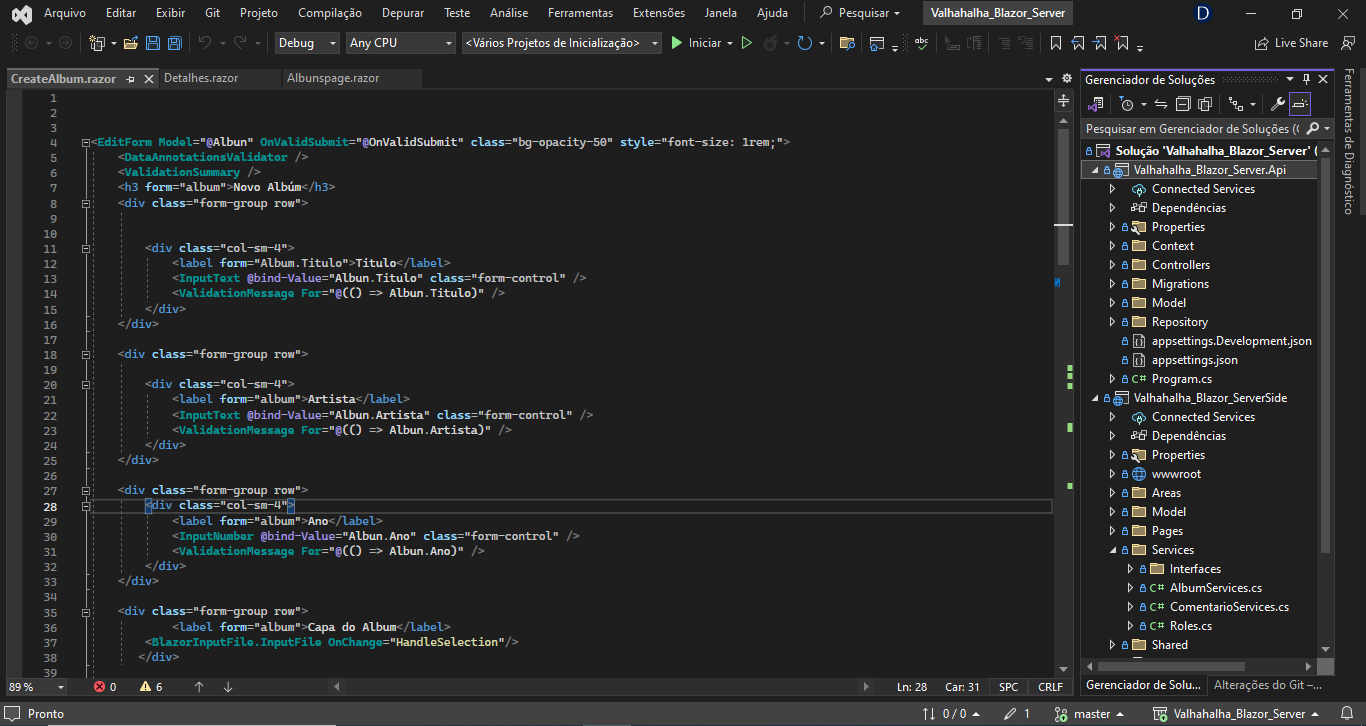 Arquivo Editar Exibir Git Projeto Compilação Depurar Teste Análise Ferramentas Extensões Janela Ajuda Pesquisar Valhahalha_Blazor_Server D
Debug Any CPU <Vários Projetos de Inicialização> Iniciar abc Live Share
CreateAlbum.razor Detalhes.razor Albunspage.razor
1
2
3
4 <EditForm Model="@Albun" OnValidSubmit="@OnValidSubmit" class="bg-opacity-50" style="font-size: 1rem;">
5 <DataAnnotationsValidator />
6 <ValidationSummary />
7 <h3 form="album">Novo Albúm</h3>
8 <div class="form-group row">
9
10
11 <div class="col-sm-4">
12 <label form="Album.Titulo">Titulo</label>
13 <InputText @bind-Value="Albun.Titulo" class="form-control" />
14 <ValidationMessage For="@(() => Albun.Titulo)" />
15 </div>
16 </div>
17
18 <div class="form-group row">
19
20 <div class="col-sm-4">
21 <label form="album">Artista</label>
22 <InputText @bind-Value="Albun.Artista" class="form-control" />
23 <ValidationMessage For="@(() => Albun.Artista)" />
24 </div>
25 </div>
26
27 <div class="form-group row">
28 <div class="col-sm-4">
29 <label form="album">Ano</label>
30 <InputNumber @bind-Value="Albun.Ano" class="form-control" />
31 <ValidationMessage For="@(() => Albun.Ano)" />
32 </div>
33 </div>
34
35 <div class="form-group row">
36 <label form="album">Capa do Album</label>
37 <BlazorInputFile.InputFile OnChange="HandleSelection"/>
38 </div>
39
89 % 0 6 Ln: 28 Car: 31 SPC CRLF
Gerenciador de Soluções
Pesquisar em Gerenciador de Soluções (
Solução 'Valhahalha_Blazor_Server' (
Valhahalha_Blazor_Server.Api
Connected Services
Dependências
Properties
Context
Controllers
Migrations
Model
Repository
appsettings.Development.json
appsettings.json
C# Program.cs
Valhahalha_Blazor_ServerSide
Connected Services
Dependências
Properties
wwwroot
Areas
Model
Pages
Services
Interfaces
C# AlbumServices.cs
C# ComentarioServices.cs
C# Roles.cs
Shared
Gerenciador de Solu... Alterações do Git –...
Ferramentas de Diagnóstico
Pronto 0 / 0 1 master Valhahalha_Blazor_Server